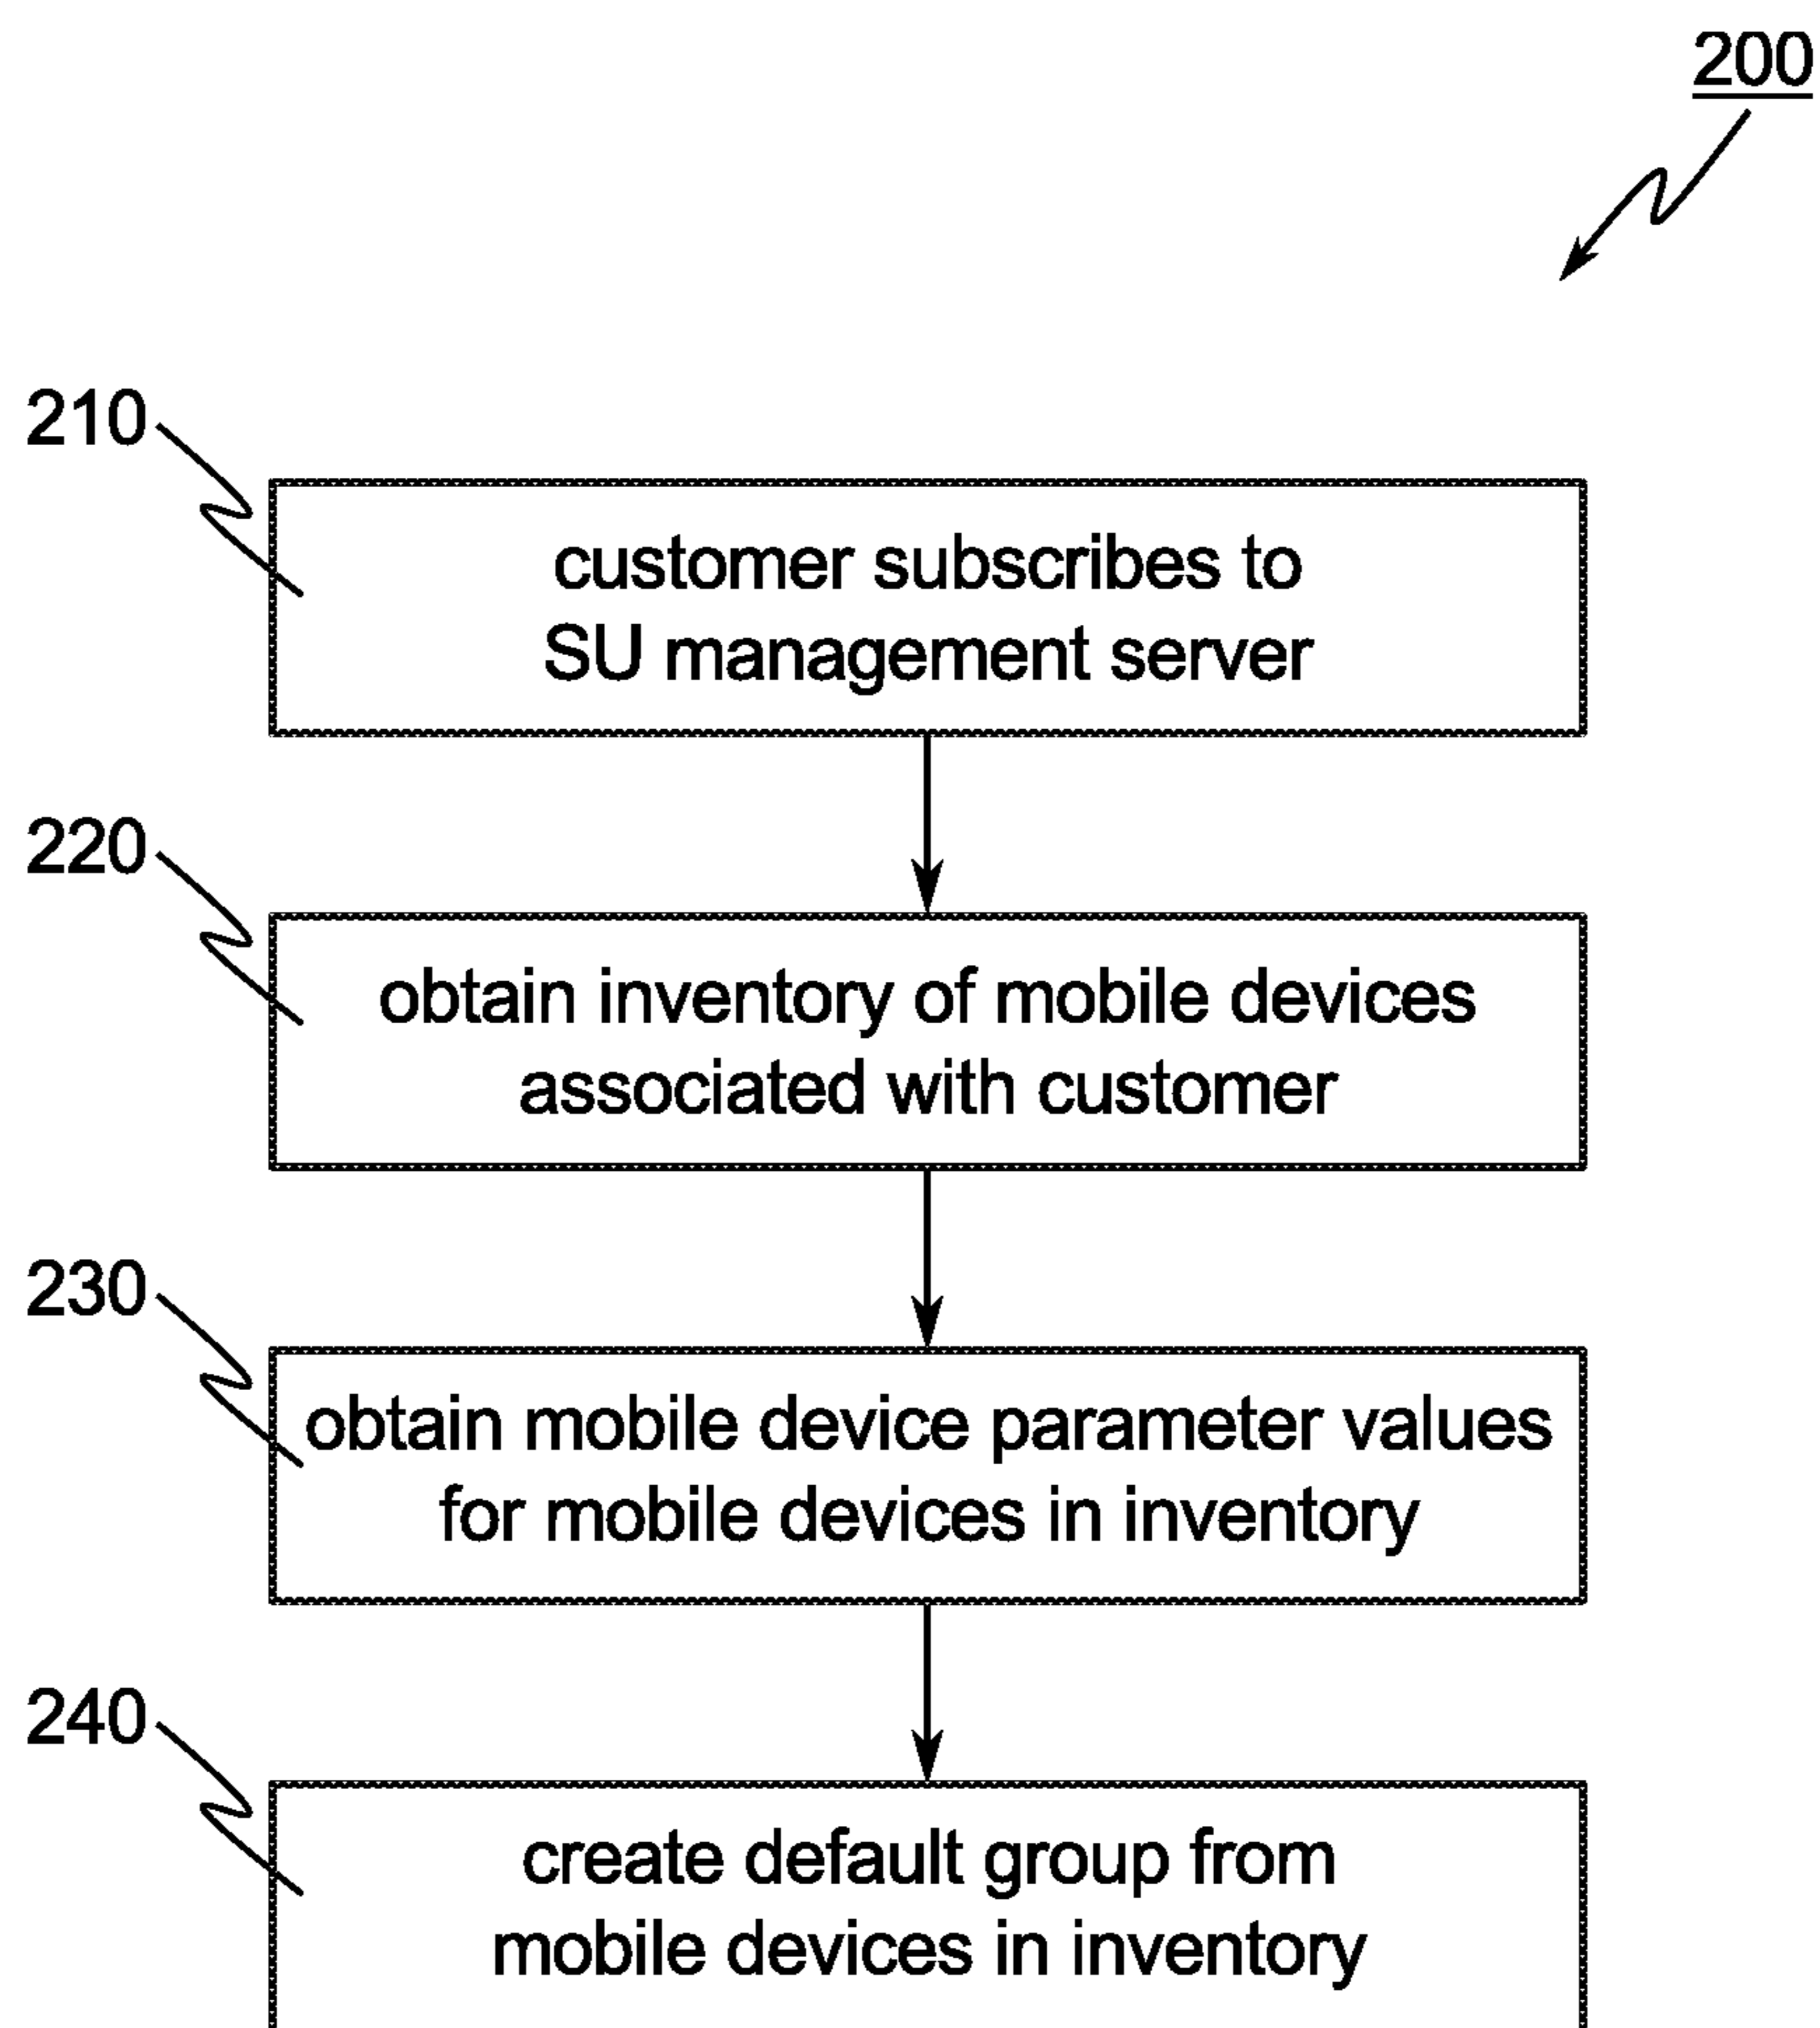 200
210
customer subscribes to
SU management server
220
obtain inventory of mobile devices
associated with customer
230
obtain mobile device parameter values
for mobile devices in inventory
240
create default group from
mobile devices in inventory